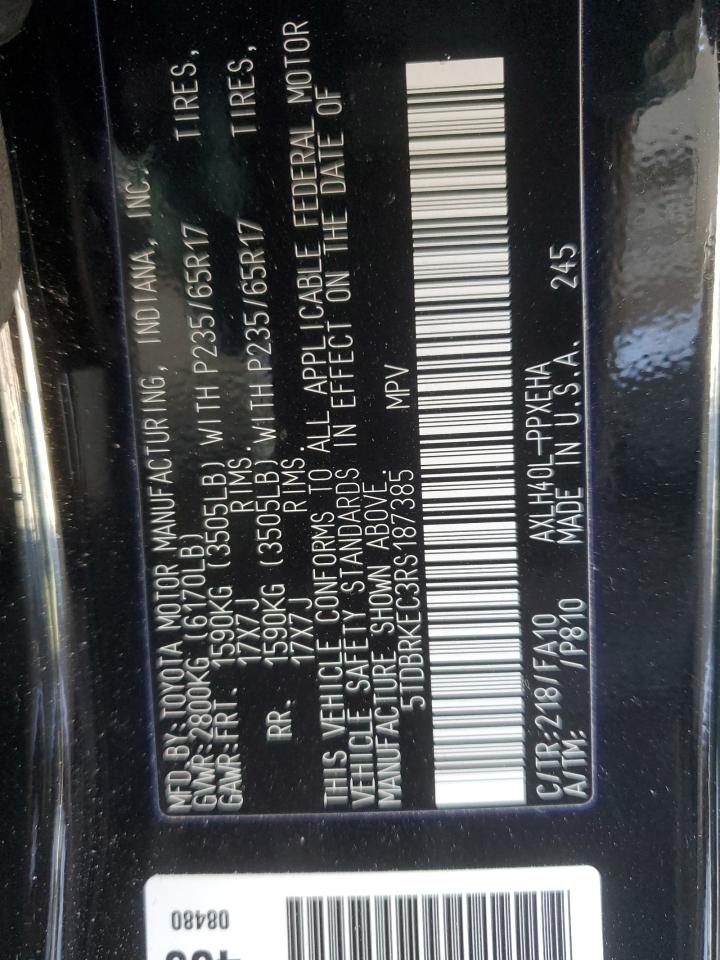 MFD.BY:TOYOTA MOTOR MANUFACTURING, INDIANA, INC.
GVWR:2800KG (6170LB)
GAWR:FRT. 1590KG (3505LB) WITH P235/65R17 TIRES,
17X7J RIMS.
RR. 1590KG (3505LB) WITH P235/65R17 TIRES,
17X7J RIMS.
THIS VEHICLE CONFORMS TO ALL APPLICABLE FEDERAL MOTOR
VEHICLE SAFETY STANDARDS IN EFFECT ON THE DATE OF
MANUFACTURE SHOWN ABOVE.
5TDBRKEC3RS187385 MPV
C/TR:218/FA10 AXLH40L-PPXEHA
A/TM: /P810 MADE IN U.S.A. 245
08480